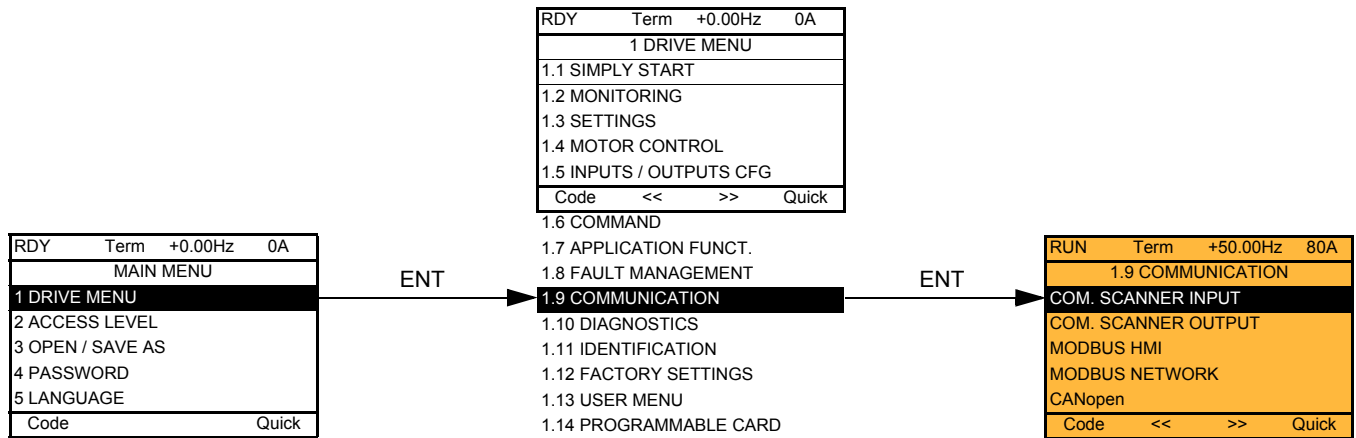 RDY Term +0.00Hz 0A
MAIN MENU
1 DRIVE MENU
2 ACCESS LEVEL
3 OPEN / SAVE AS
4 PASSWORD
5 LANGUAGE
Code Quick
ENT
RDY Term +0.00Hz 0A
1 DRIVE MENU
1.1 SIMPLY START
1.2 MONITORING
1.3 SETTINGS
1.4 MOTOR CONTROL
1.5 INPUTS / OUTPUTS CFG
Code << >> Quick
1.6 COMMAND
1.7 APPLICATION FUNCT.
1.8 FAULT MANAGEMENT
1.9 COMMUNICATION
1.10 DIAGNOSTICS
1.11 IDENTIFICATION
1.12 FACTORY SETTINGS
1.13 USER MENU
1.14 PROGRAMMABLE CARD
ENT
RUN Term +50.00Hz 80A
1.9 COMMUNICATION
COM. SCANNER INPUT
COM. SCANNER OUTPUT
MODBUS HMI
MODBUS NETWORK
CANopen
Code << >> Quick